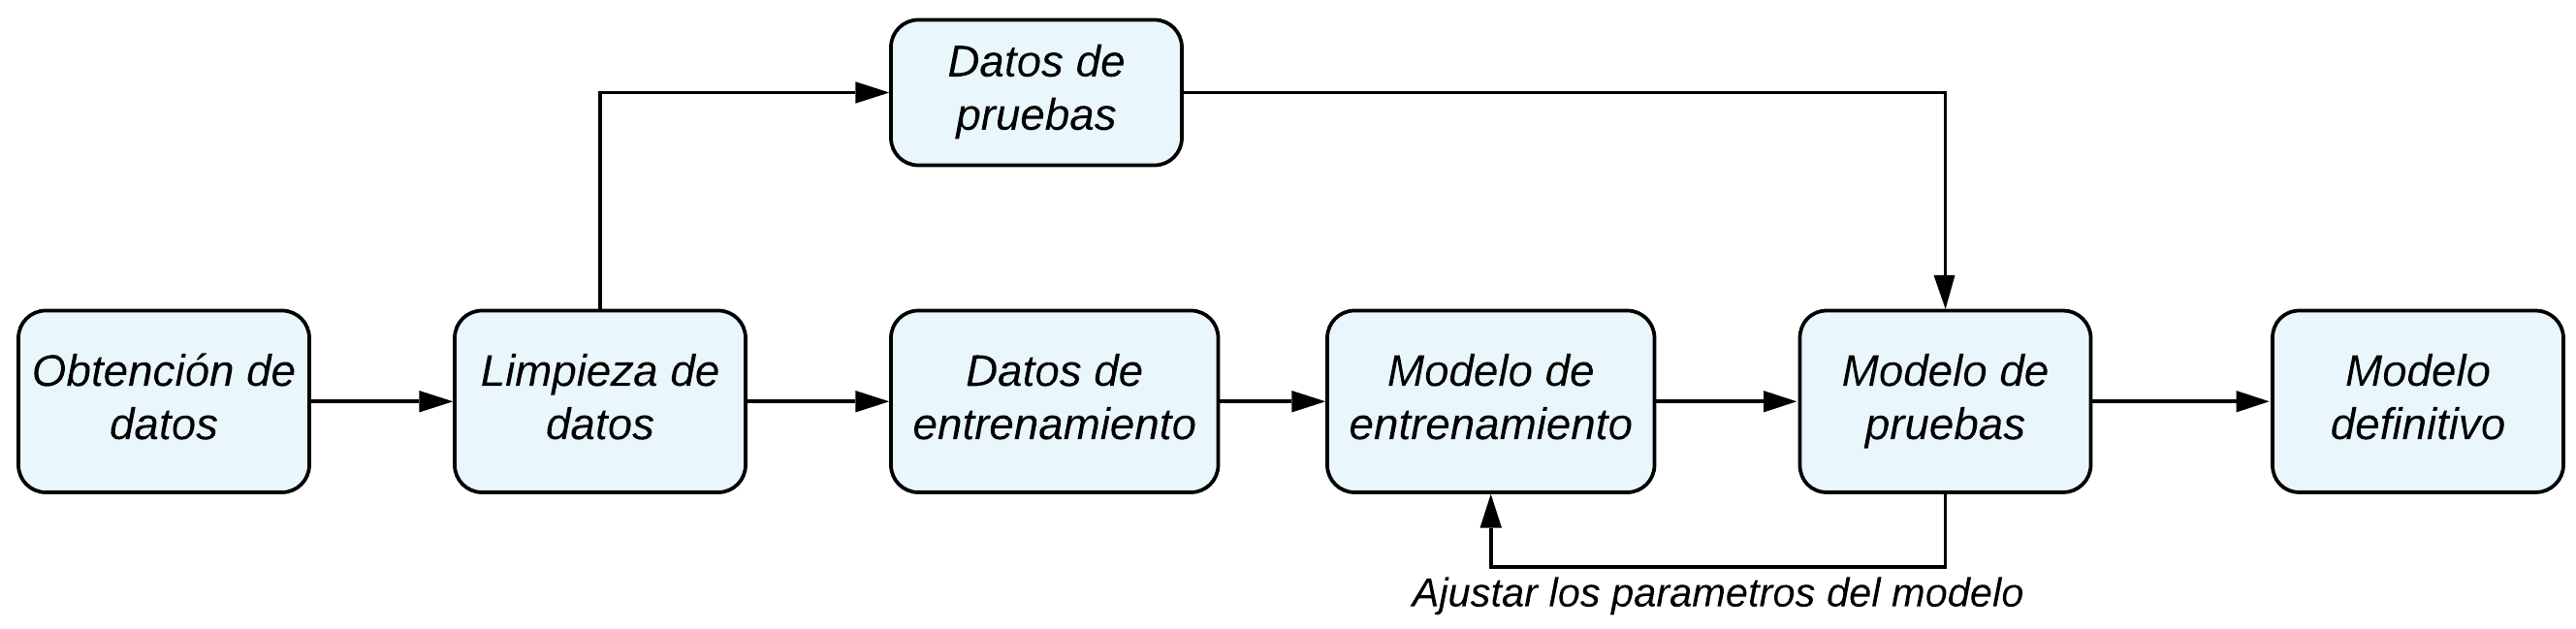 Datos de
pruebas
Obtención de
datos
Limpieza de
datos
Datos de
entrenamiento
Modelo de
entrenamiento
Modelo de
pruebas
Modelo
definitivo
Ajustar los parametros del modelo